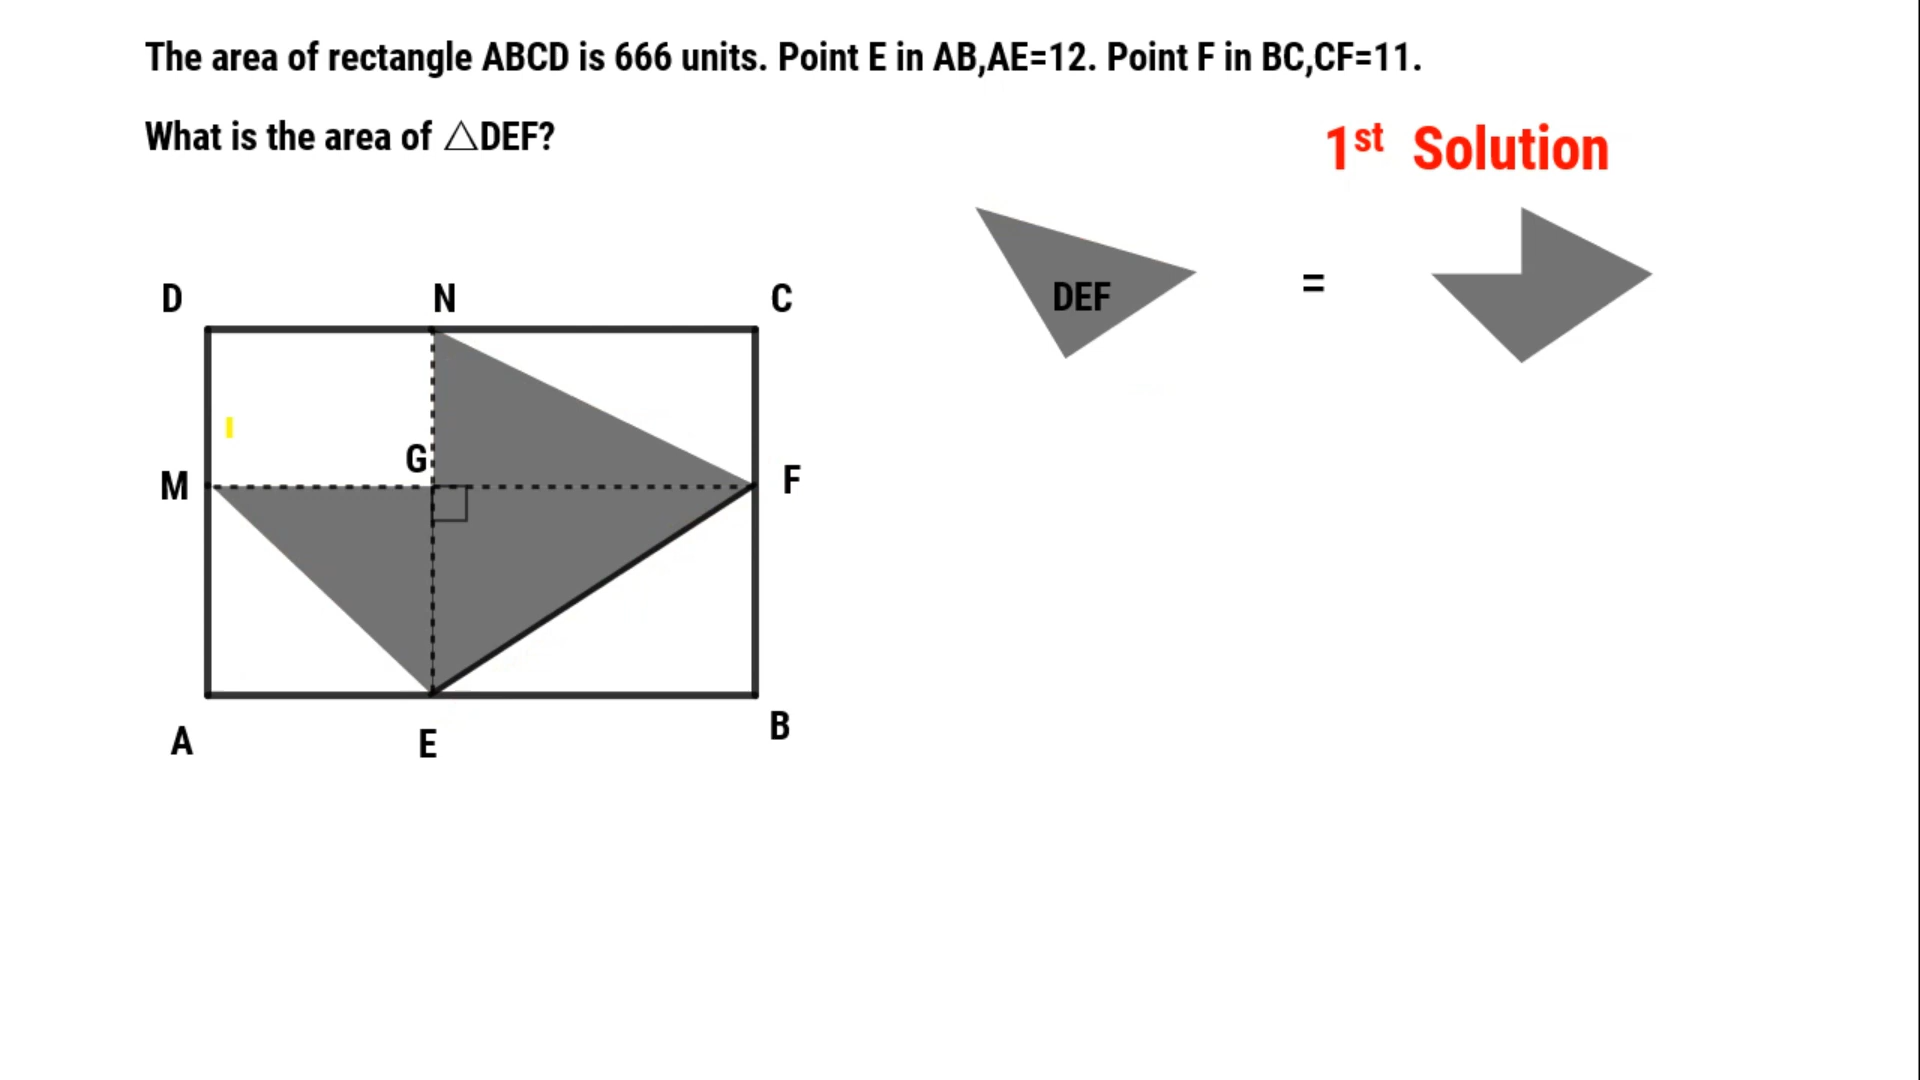 The area of rectangle ABCD is 666 units. Point E in AB,AE=12. Point F in BC,CF=11.
What is the area of △DEF?
1st Solution
DEF
=
D
N
C
G
M
F
A
E
B